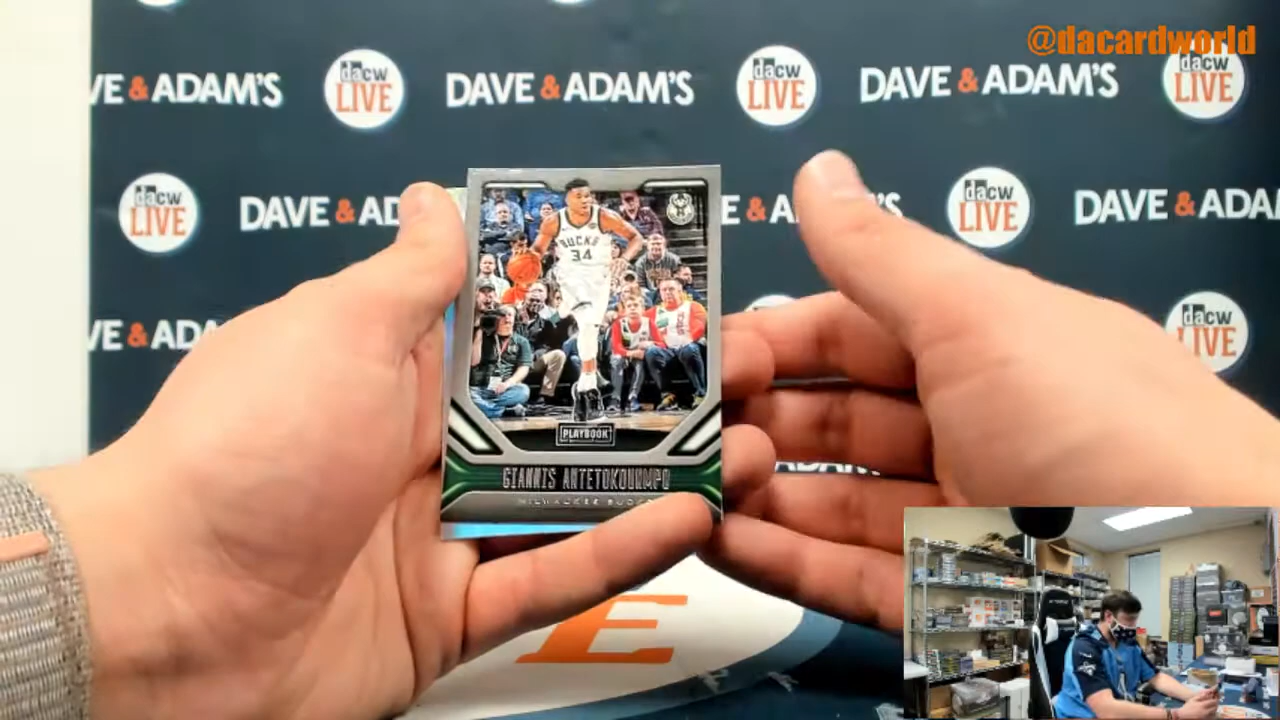 @dacardworld
VE & ADAM'S
dacw
LIVE
DAVE & ADAM'S
dacw
LIVE
DAVE & ADAM'S
dacw
LIVE
dacw
LIVE
DAVE & AD
E & A
S
dacw
LIVE
DAVE & ADA
VE & ADAM
dacw
LIVE
ADAM
BUCKS
34
PLAYBOOK
GIANNIS ANTETOKOUNMPO
MILWAUKEE BUCKS
E